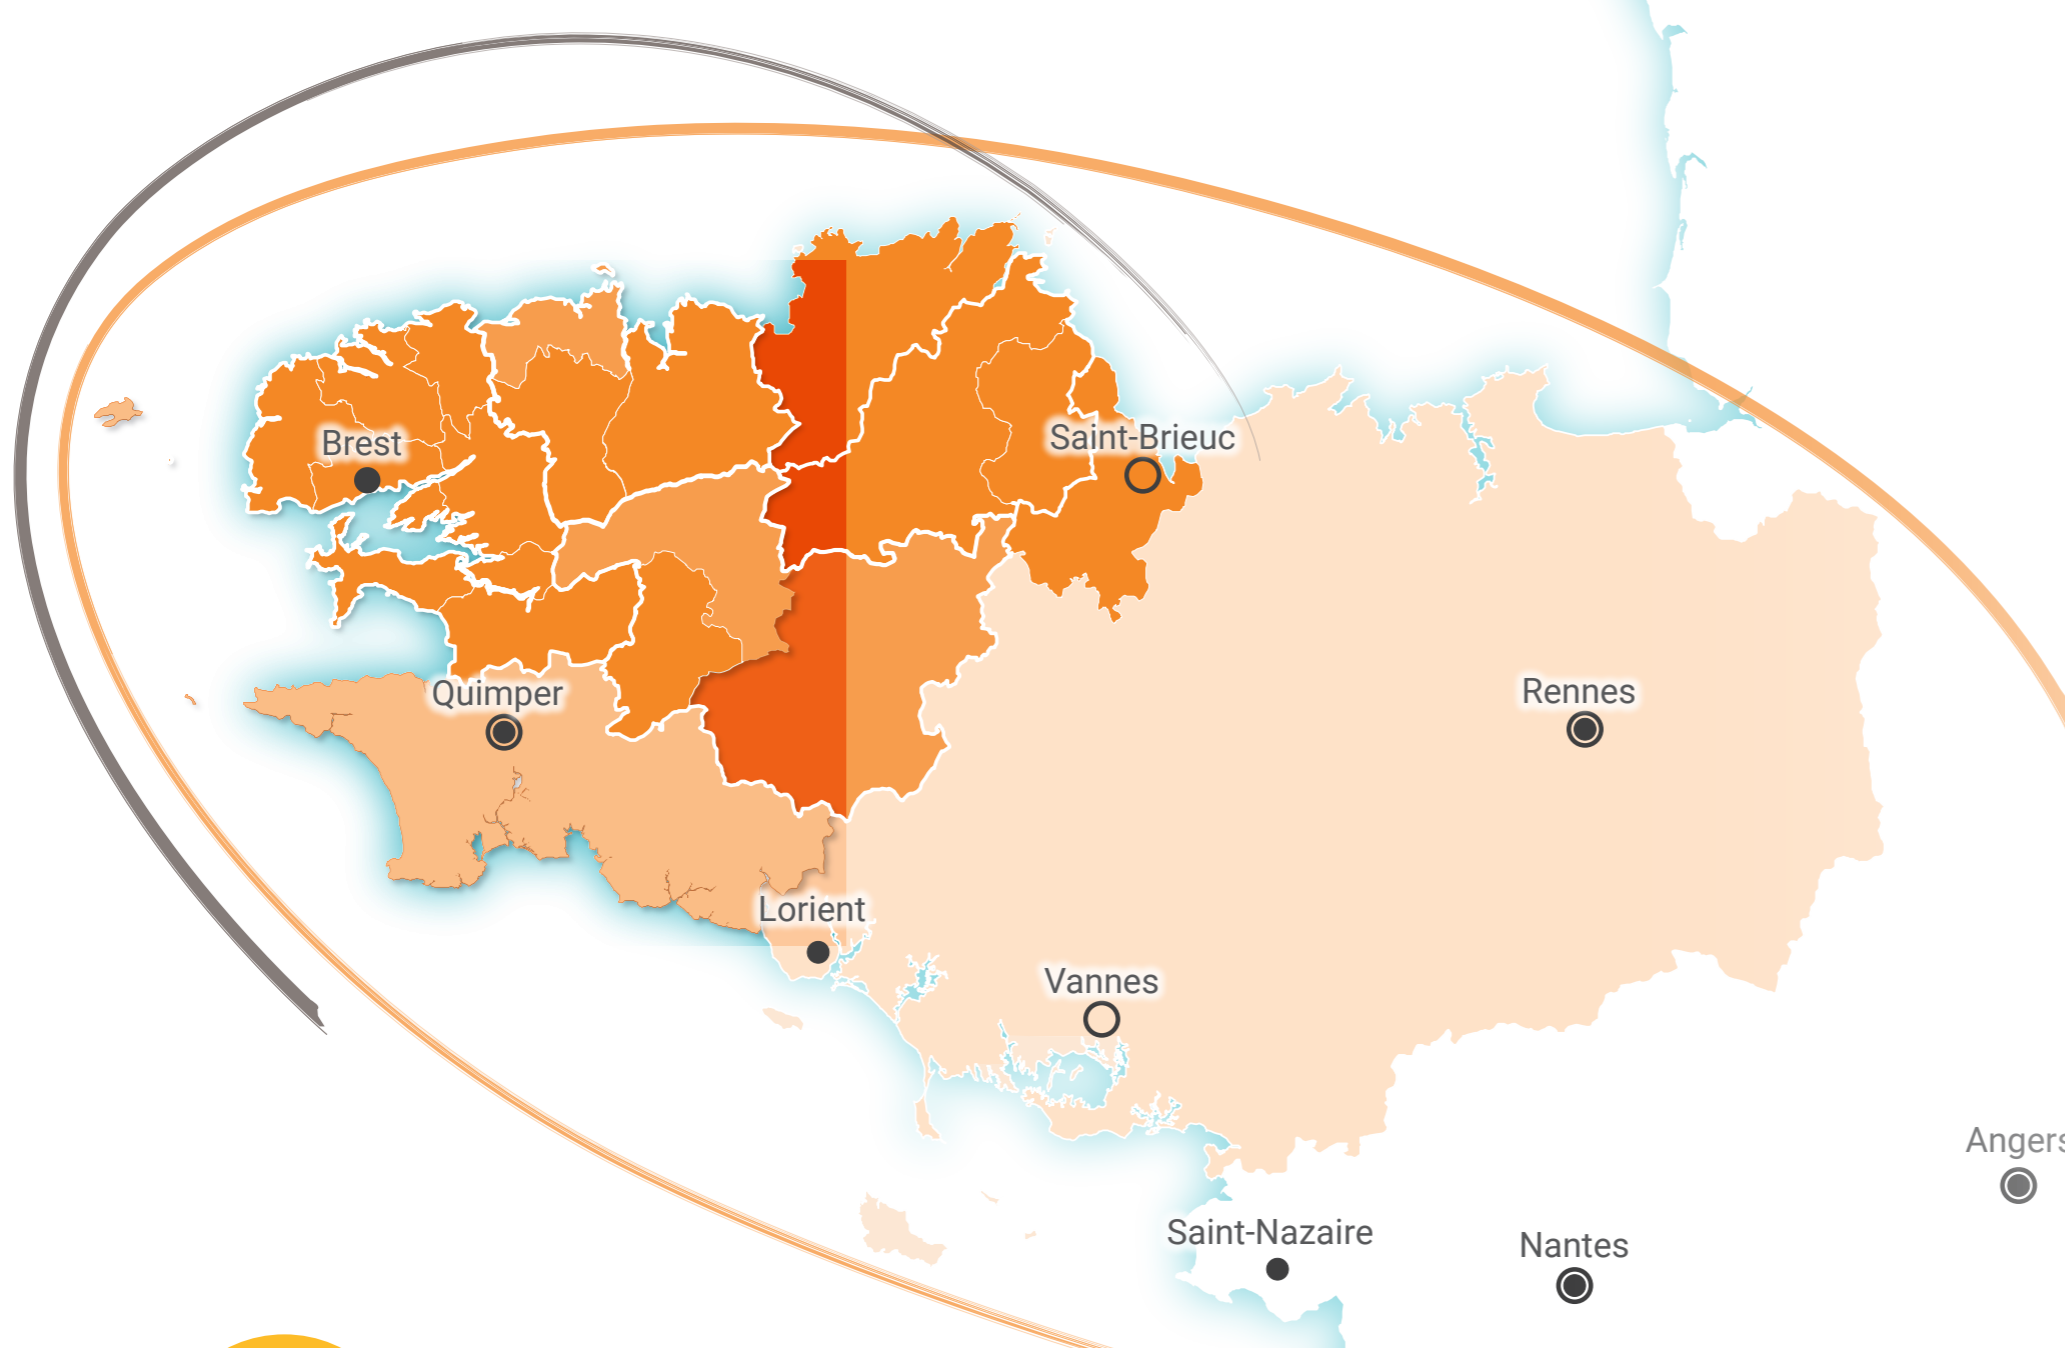 Brest
Saint-Brieuc
Quimper
Rennes
Lorient
Vannes
Angers
Saint-Nazaire
Nantes